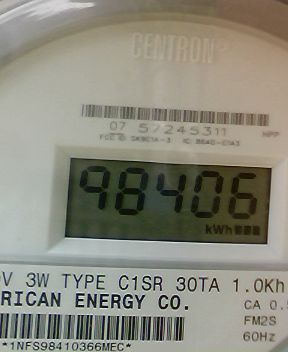 CENTRON®
07 57245311
NPP
98406
kWh
V 3W TYPE C1SR 30TA 1.0Kh
RICAN ENERGY CO.
CA 0.5
FM2S
60Hz
*1NFS98410366MEC*